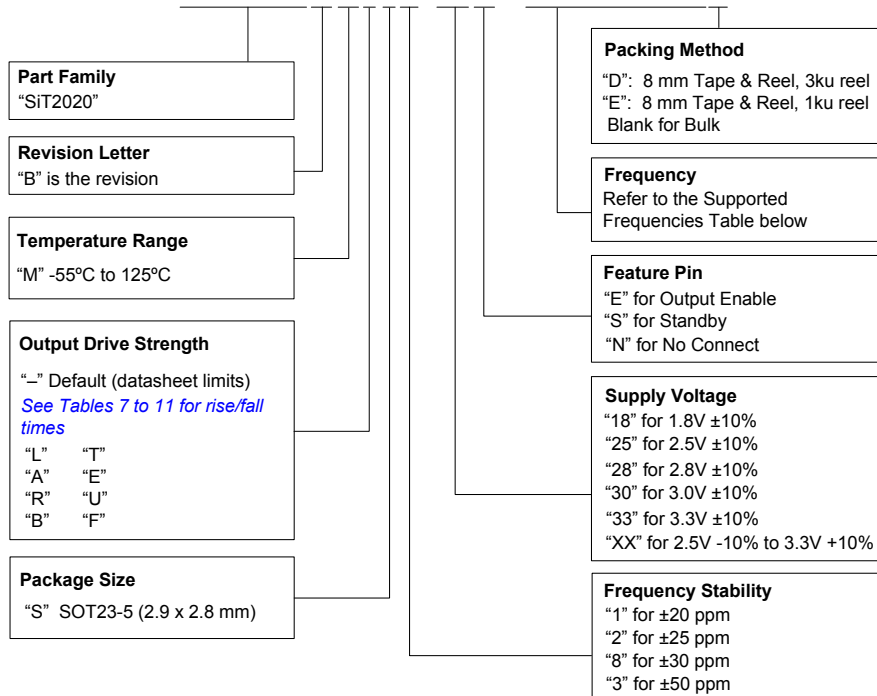 Part Family
“SiT2020”
Revision Letter
“B” is the revision
Temperature Range
“M” -55ºC to 125ºC
Output Drive Strength
“–” Default (datasheet limits)
See Tables 7 to 11 for rise/fall
times
“L” “T”
“A” “E”
“R” “U”
“B” “F”
Package Size
“S” SOT23-5 (2.9 x 2.8 mm)
Packing Method
“D”: 8 mm Tape & Reel, 3ku reel
“E”: 8 mm Tape & Reel, 1ku reel
Blank for Bulk
Frequency
Refer to the Supported
Frequencies Table below
Feature Pin
“E” for Output Enable
“S” for Standby
“N” for No Connect
Supply Voltage
“18” for 1.8V ±10%
“25” for 2.5V ±10%
“28” for 2.8V ±10%
“30” for 3.0V ±10%
“33” for 3.3V ±10%
“XX” for 2.5V -10% to 3.3V +10%
Frequency Stability
“1” for ±20 ppm
“2” for ±25 ppm
“8” for ±30 ppm
“3” for ±50 ppm